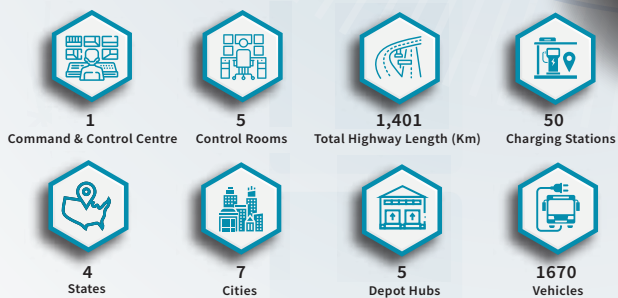 1
Command & Control Centre
5
Control Rooms
1,401
Total Highway Length (Km)
50
Charging Stations
4
States
7
Cities
5
Depot Hubs
1670
Vehicles